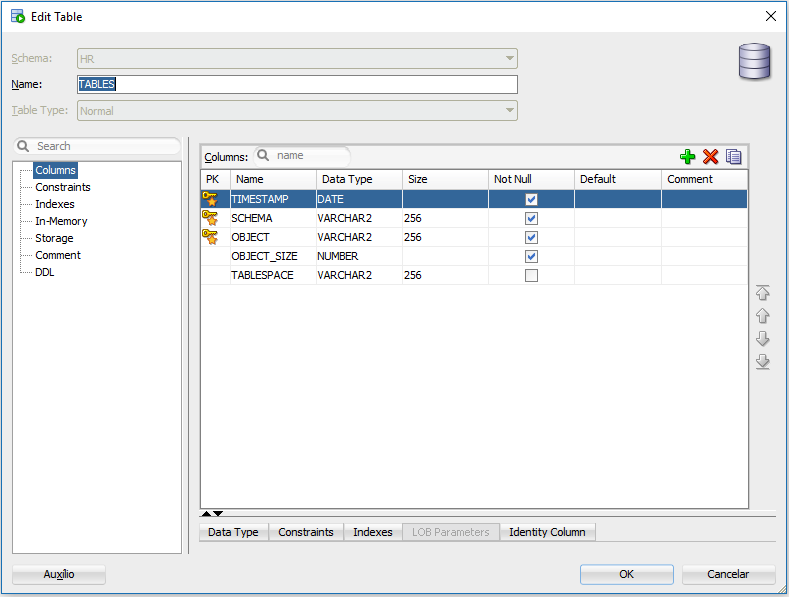 Edit Table
Schema: HR
Name: TABLES
Table Type: Normal
Search
Columns
Constraints
Indexes
In-Memory
Storage
Comment
DDL
Columns: name
PK Name Data Type Size Not Null Default Comment
TIMESTAMP DATE
SCHEMA VARCHAR2 256
OBJECT VARCHAR2 256
OBJECT_SIZE NUMBER
TABLESPACE VARCHAR2 256
Data Type Constraints Indexes LOB Parameters Identity Column
Auxílio OK Cancelar